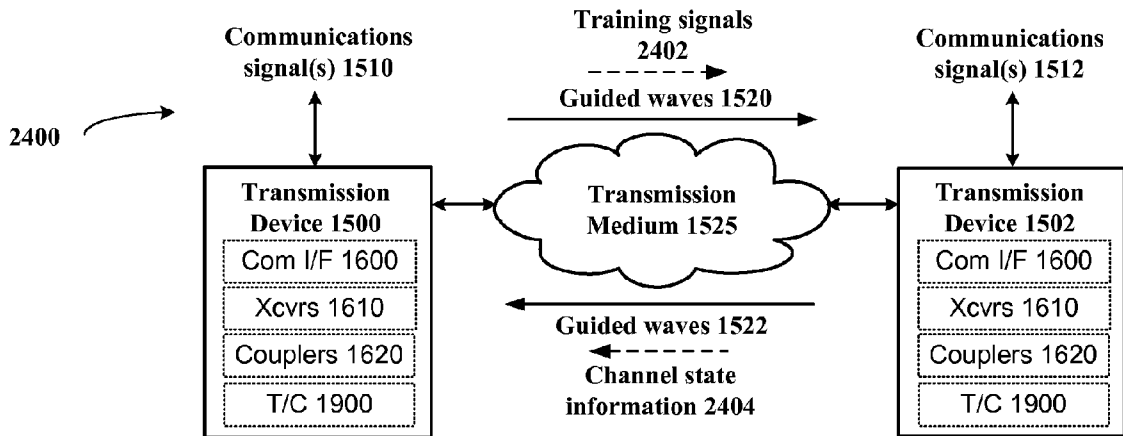 Communications
signal(s) 1510
Training signals
2402
Guided waves 1520
Communications
signal(s) 1512
2400
Transmission
Device 1500
Com I/F 1600
Xcvrs 1610
Couplers 1620
T/C 1900
Transmission
Medium 1525
Transmission
Device 1502
Com I/F 1600
Xcvrs 1610
Couplers 1620
T/C 1900
Guided waves 1522
Channel state
information 2404